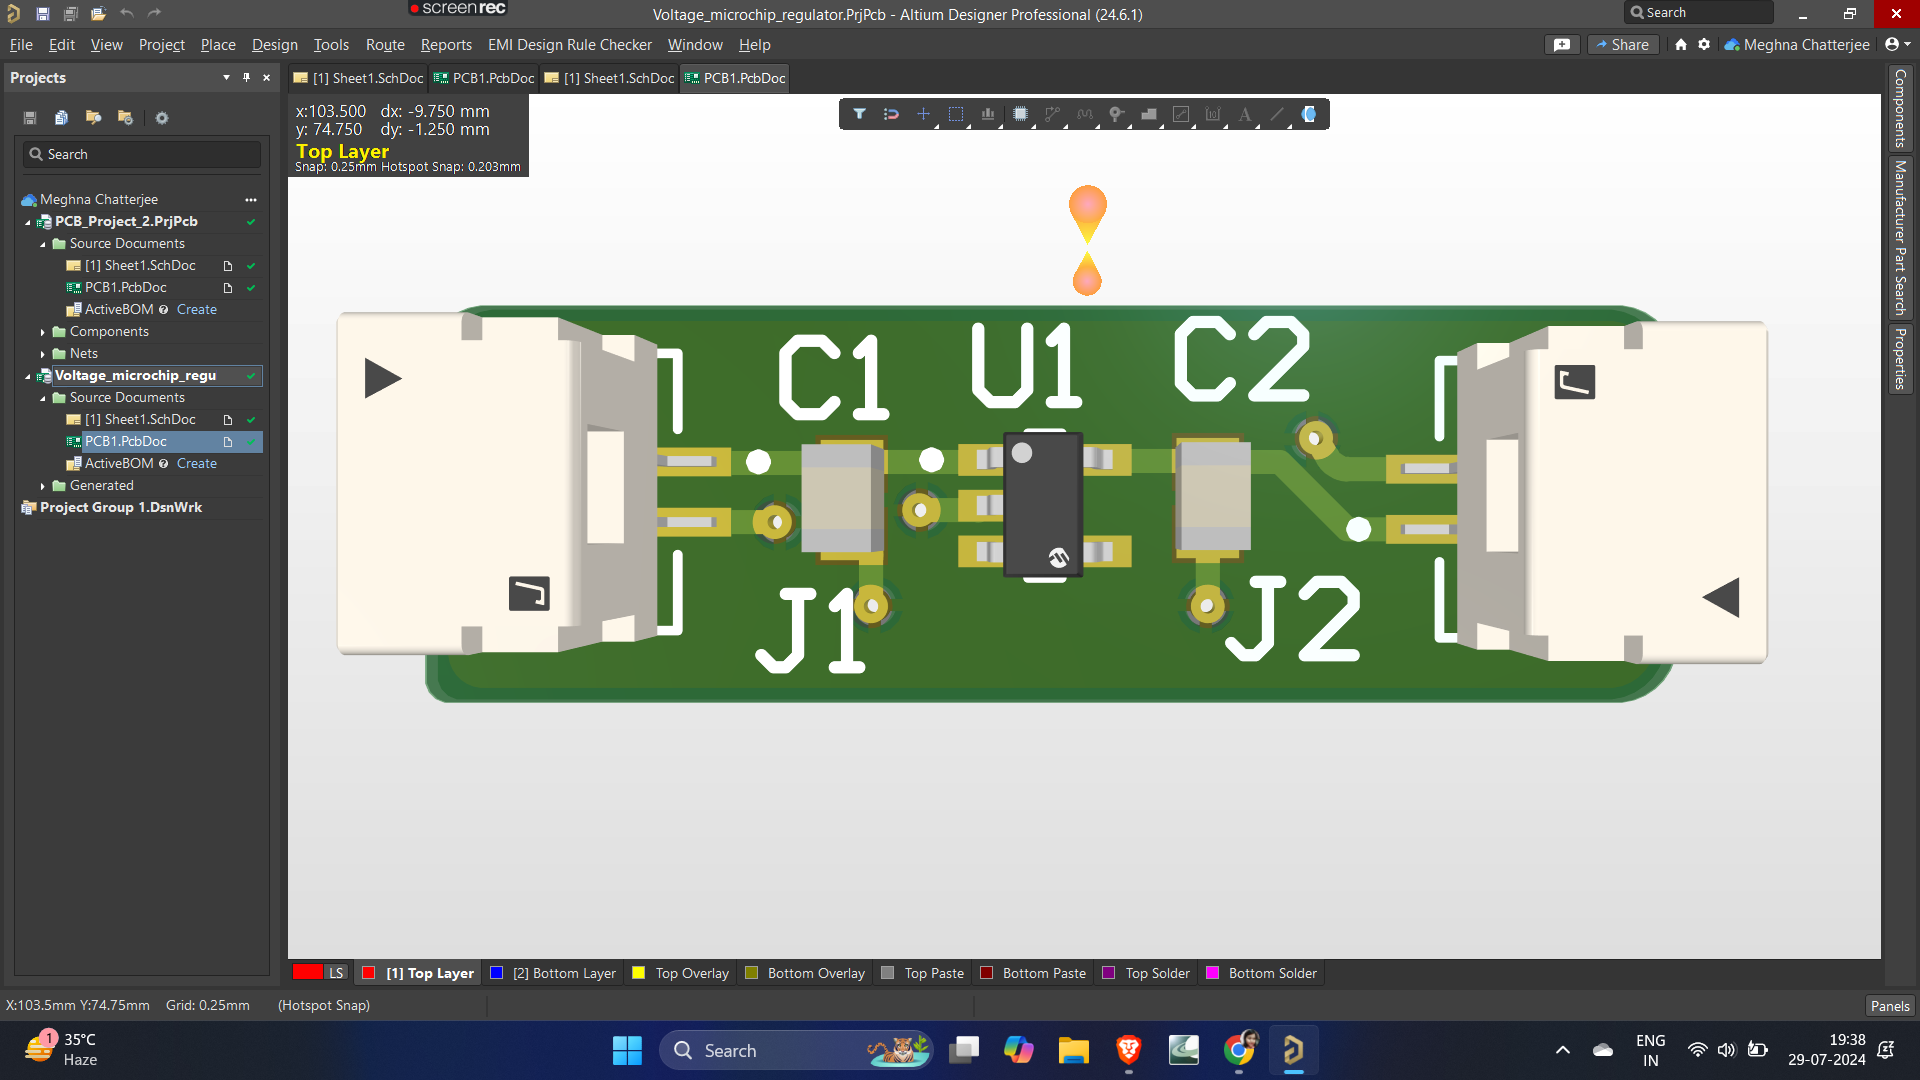 screenrec
Voltage_microchip_regulator.PrjPcb - Altium Designer Professional (24.6.1)
Search
File Edit View Project Place Design Tools Route Reports EMI Design Rule Checker Window Help
Share
Meghna Chatterjee
Projects
[1] Sheet1.SchDoc
PCB1.PcbDoc
[1] Sheet1.SchDoc
PCB1.PcbDoc
x:103.500 dx: -9.750 mm
y: 74.750 dy: -1.250 mm
Top Layer
Snap: 0.25mm Hotspot Snap: 0.203mm
Search
Meghna Chatterjee
PCB_Project_2.PrjPcb
Source Documents
[1] Sheet1.SchDoc
PCB1.PcbDoc
ActiveBOM Create
Components
Nets
Voltage_microchip_regu
Source Documents
[1] Sheet1.SchDoc
PCB1.PcbDoc
ActiveBOM Create
Generated
Project Group 1.DsnWrk
C1
U1
C2
J1
J2
Components
Manufacturer Part Search
Properties
LS
[1] Top Layer
[2] Bottom Layer
Top Overlay
Bottom Overlay
Top Paste
Bottom Paste
Top Solder
Bottom Solder
X:103.5mm Y:74.75mm Grid: 0.25mm (Hotspot Snap)
Panels
1
35°C
Haze
Search
ENG
IN
19:38
29-07-2024